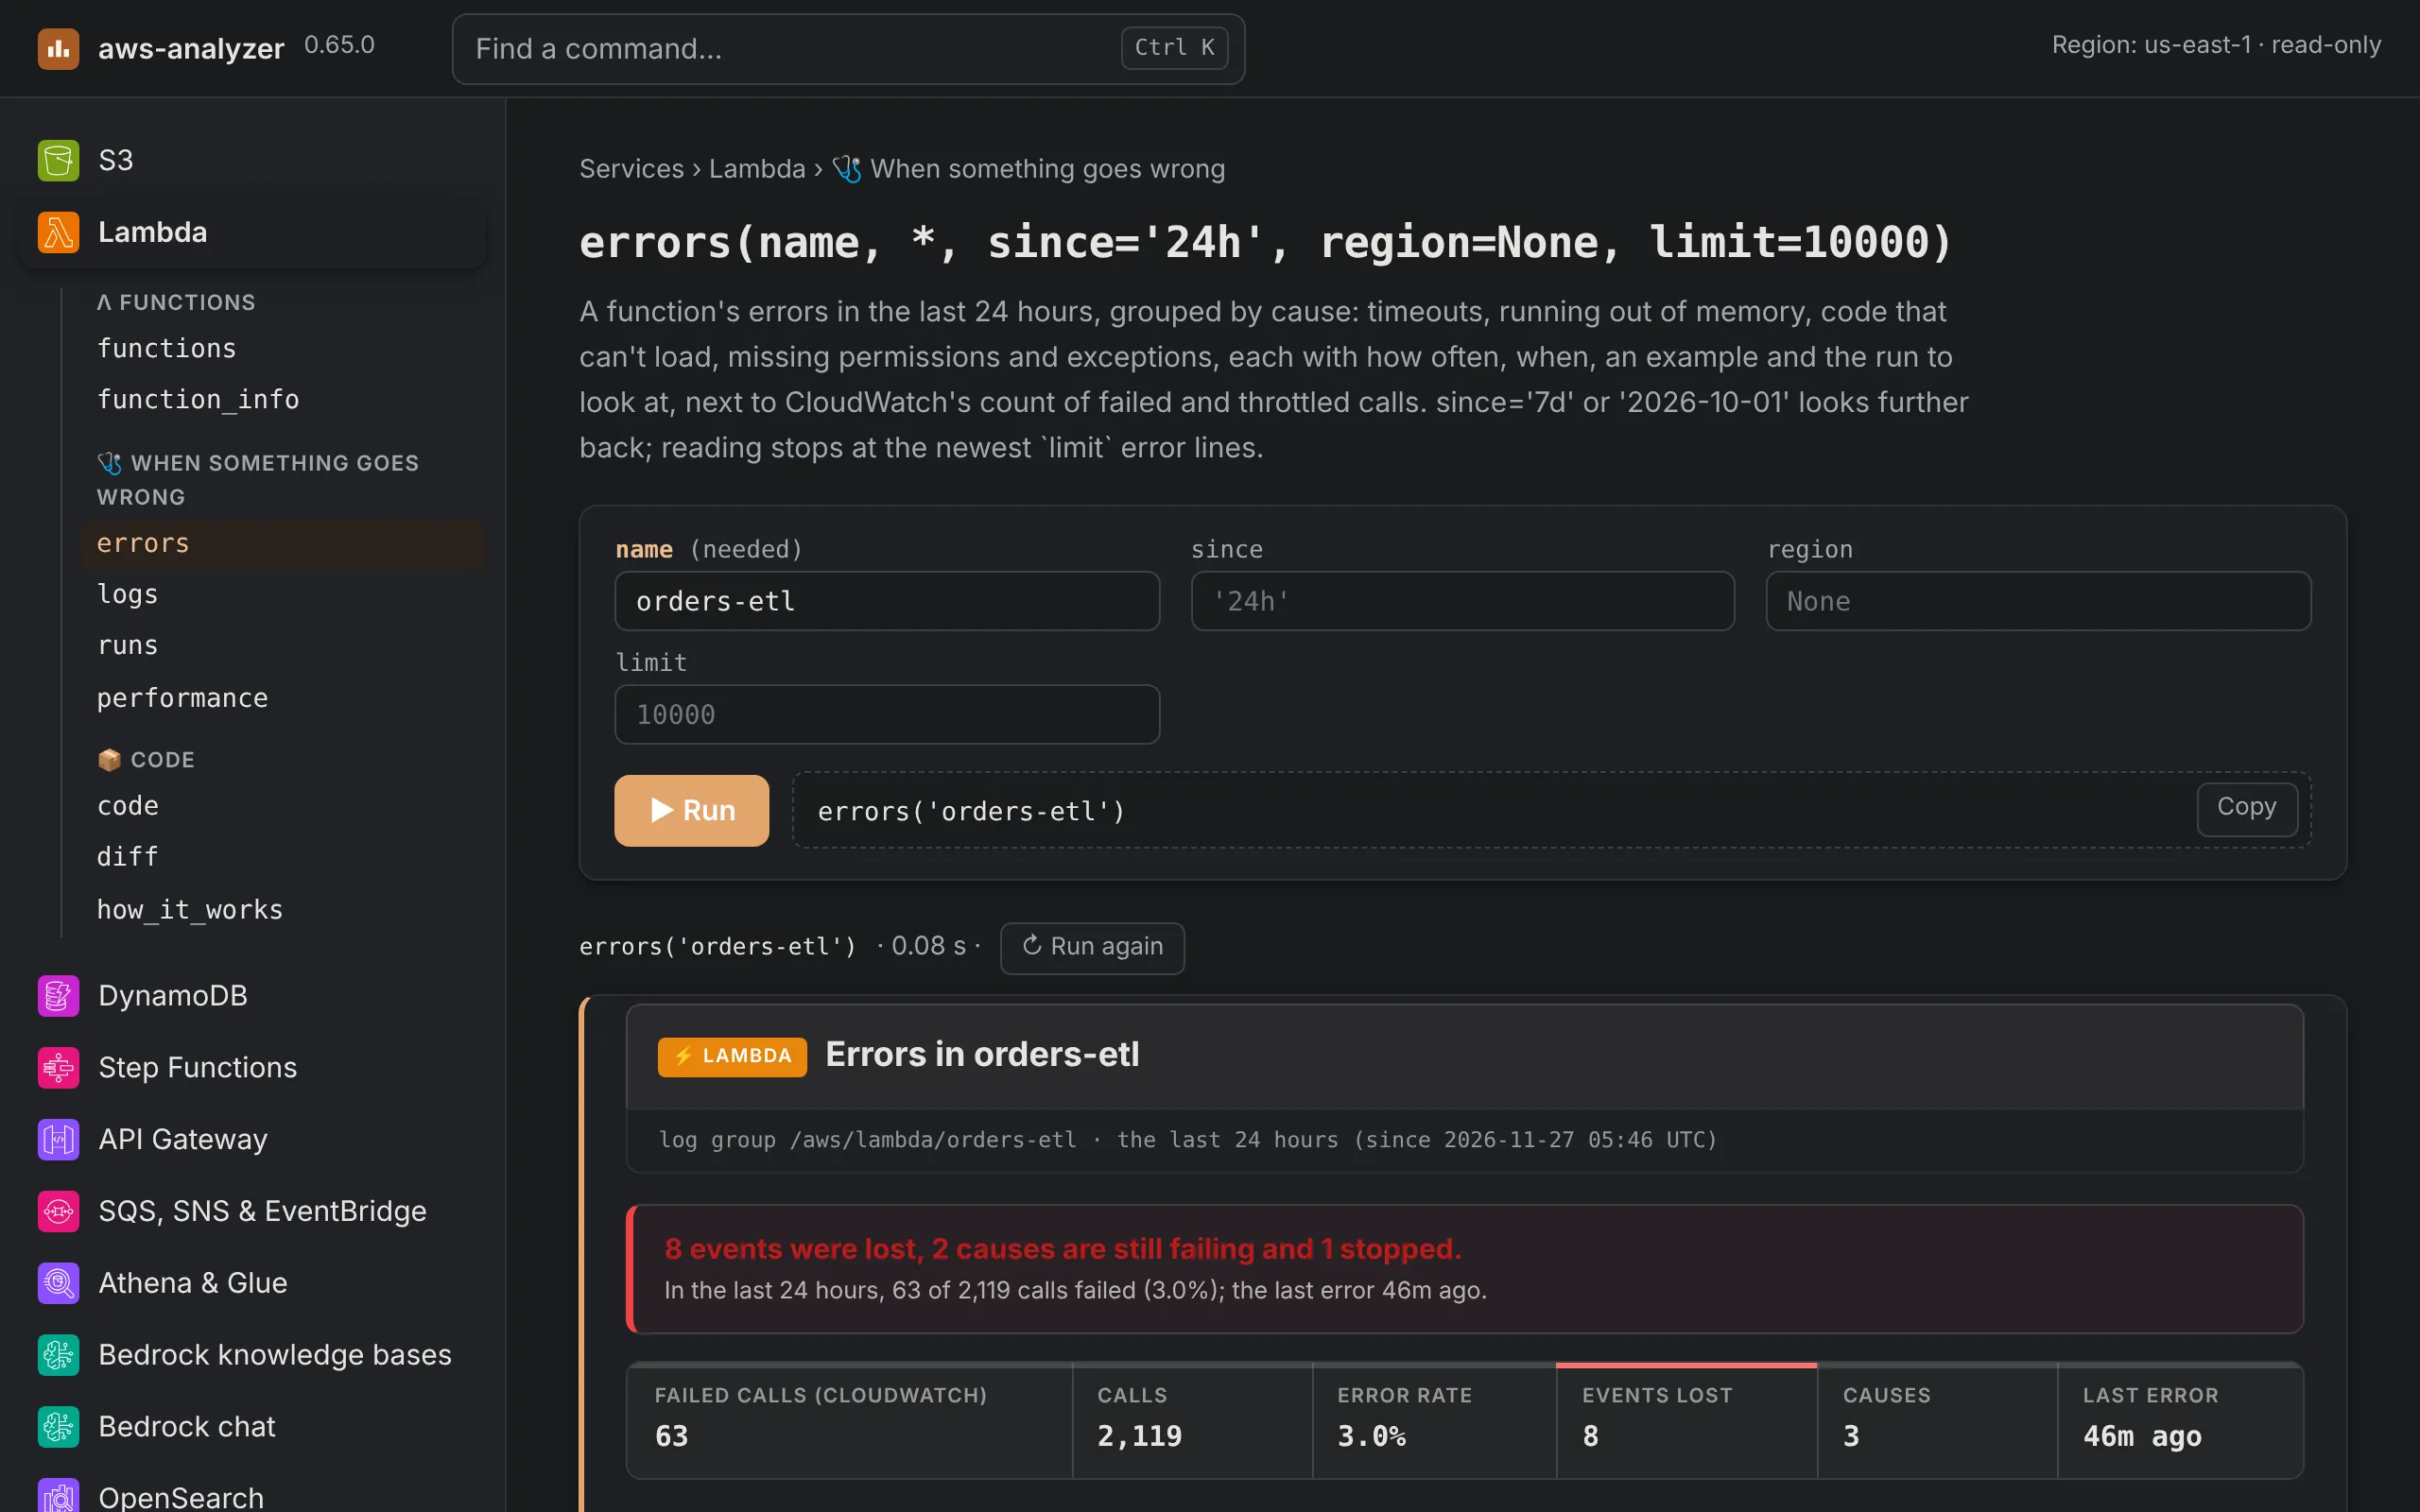 aws-analyzer 0.65.0
Find a command...
Ctrl K
Region: us-east-1 · read-only
S3
Lambda
Λ FUNCTIONS
functions
function_info
🩺 WHEN SOMETHING GOES
WRONG
errors
logs
runs
performance
📦 CODE
code
diff
how_it_works
DynamoDB
Step Functions
API Gateway
SQS, SNS & EventBridge
Athena & Glue
Bedrock knowledge bases
Bedrock chat
OpenSearch
Services › Lambda › 🩺 When something goes wrong
errors(name, *, since='24h', region=None, limit=10000)
A function's errors in the last 24 hours, grouped by cause: timeouts, running out of memory, code that
can't load, missing permissions and exceptions, each with how often, when, an example and the run to
look at, next to CloudWatch's count of failed and throttled calls. since='7d' or '2026-10-01' looks further
back; reading stops at the newest `limit` error lines.
name (needed)
orders-etl
since
'24h'
region
None
limit
10000
▶ Run
errors('orders-etl')
Copy
errors('orders-etl') · 0.08 s · ↻ Run again
⚡ LAMBDA Errors in orders-etl
log group /aws/lambda/orders-etl · the last 24 hours (since 2026-11-27 05:46 UTC)
8 events were lost, 2 causes are still failing and 1 stopped.
In the last 24 hours, 63 of 2,119 calls failed (3.0%); the last error 46m ago.
FAILED CALLS (CLOUDWATCH)
63
CALLS
2,119
ERROR RATE
3.0%
EVENTS LOST
8
CAUSES
3
LAST ERROR
46m ago